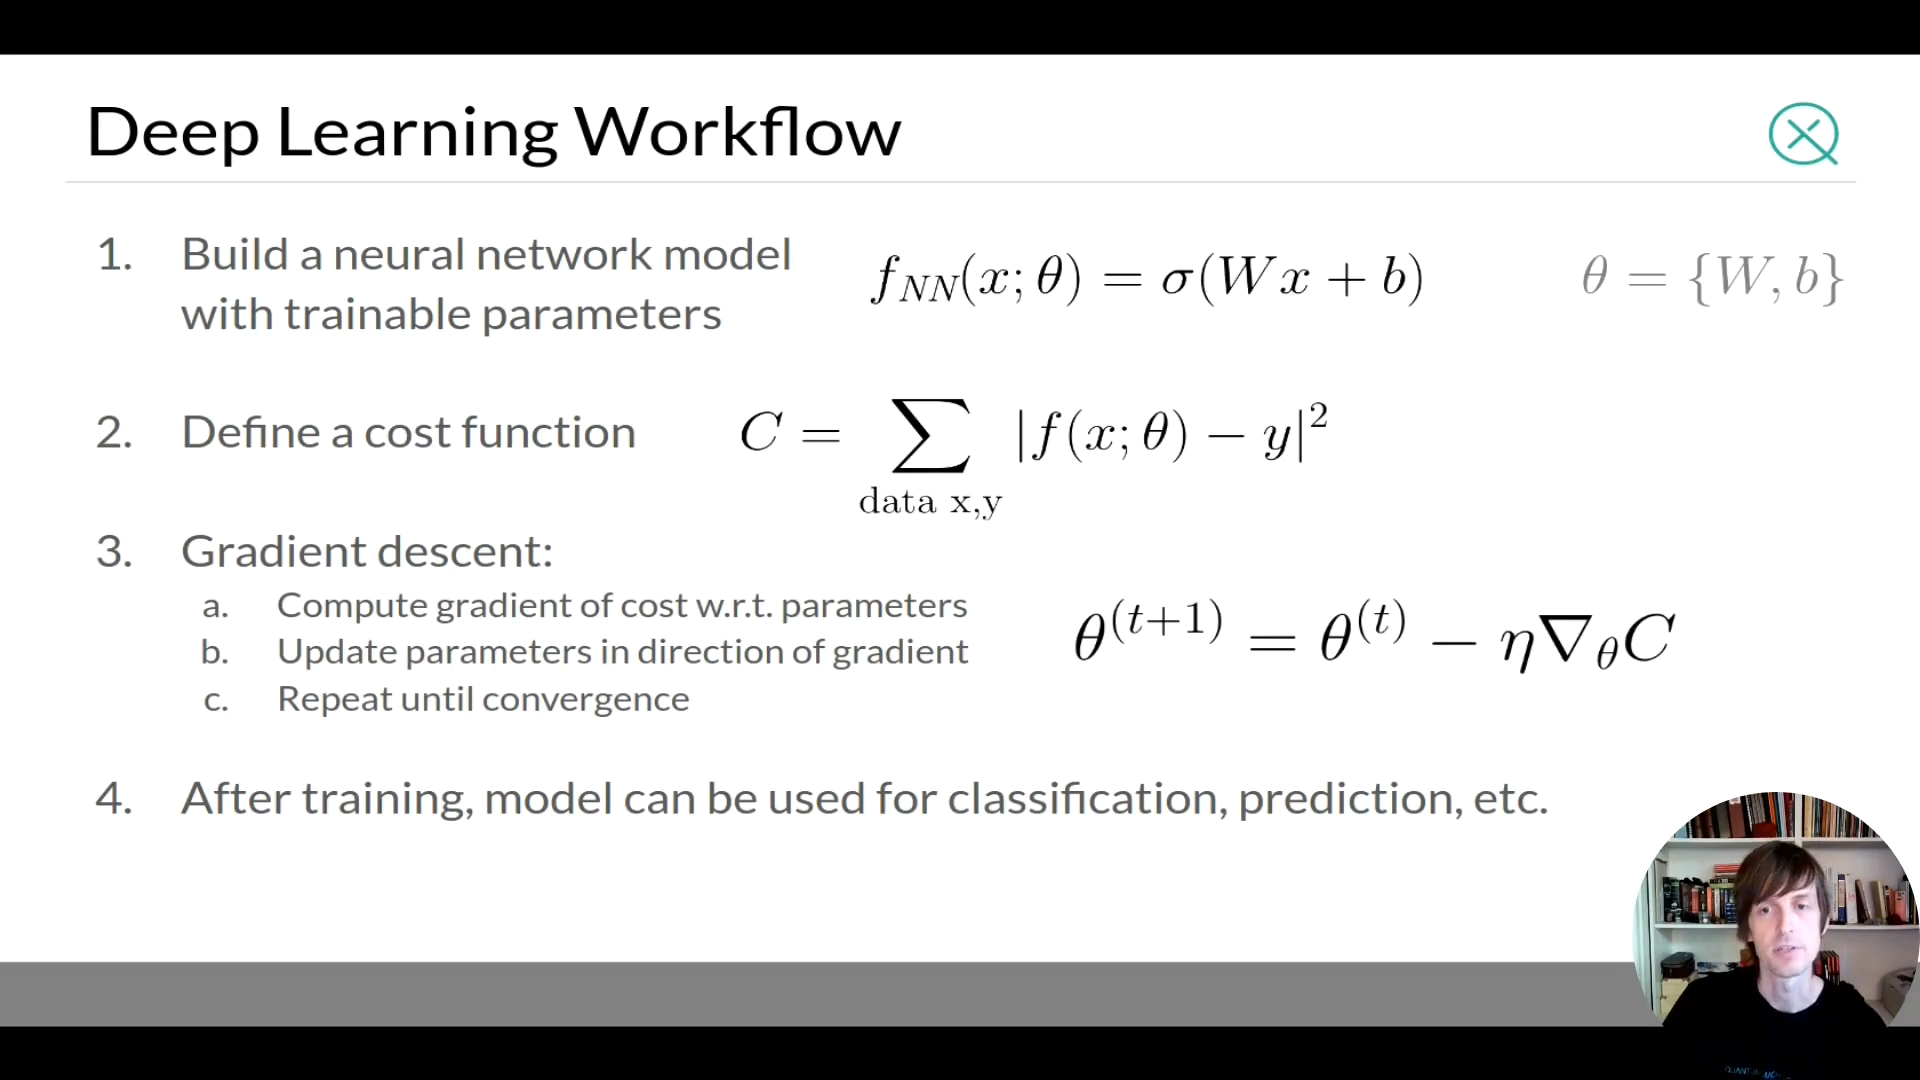 Deep Learning Workflow
1. Build a neural network model
with trainable parameters
f_{NN}(x; θ) = σ(Wx + b)
θ = {W, b}
2. Define a cost function
C = ∑ |f(x; θ) − y|²
data x,y
3. Gradient descent:
a. Compute gradient of cost w.r.t. parameters
b. Update parameters in direction of gradient
c. Repeat until convergence
θ^{(t+1)} = θ^{(t)} − η∇_θC
4. After training, model can be used for classification, prediction, etc.